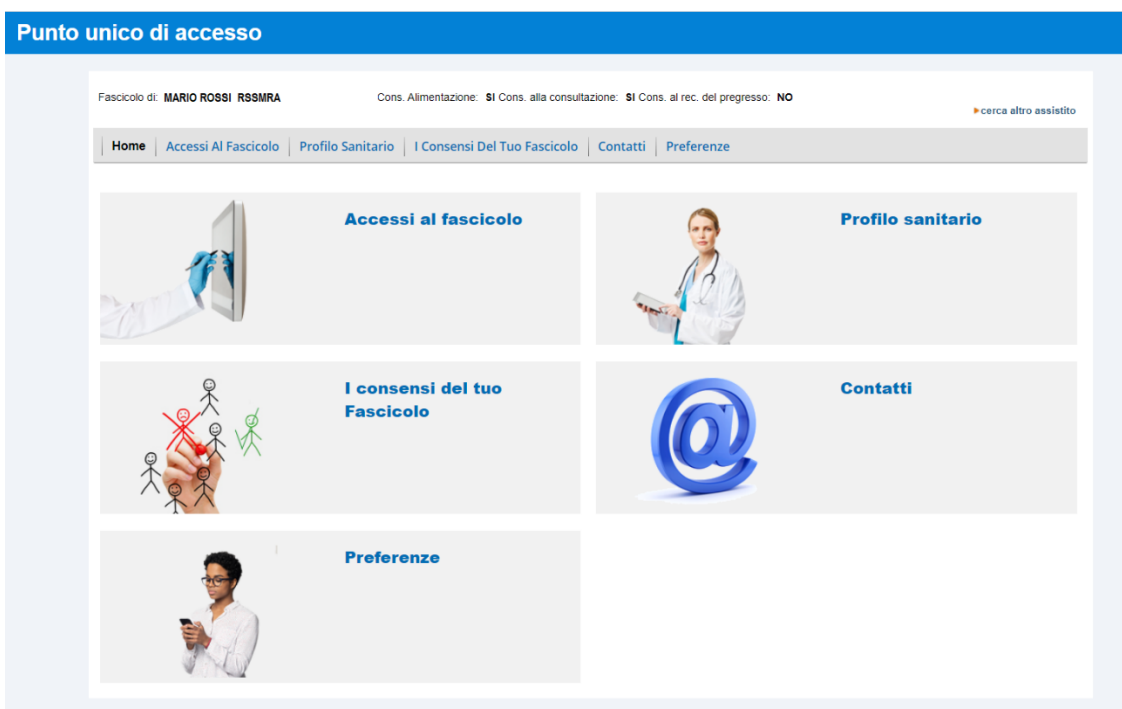 Punto unico di accesso
Fascicolo di: MARIO ROSSI RSSMRA Cons. Alimentazione: SI Cons. alla consultazione: SI Cons. al rec. del pregresso: NO
cerca altro assistito
Home Accessi Al Fascicolo Profilo Sanitario I Consensi Del Tuo Fascicolo Contatti Preferenze
Accessi al fascicolo
Profilo sanitario
I consensi del tuo
Fascicolo
Contatti
@
Preferenze